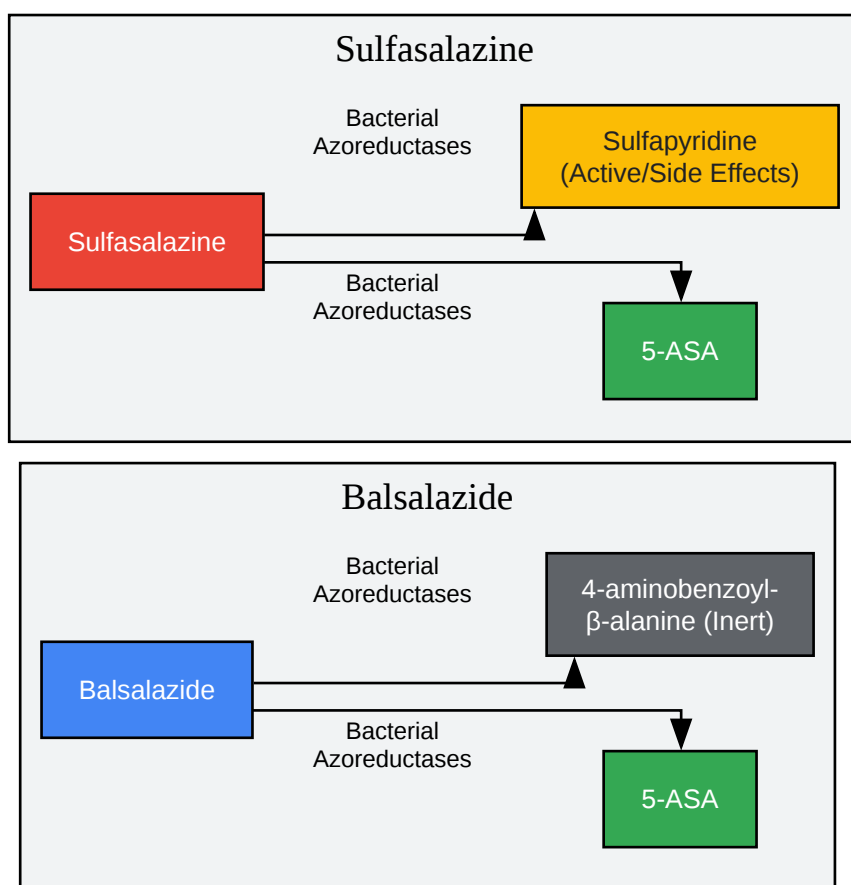 Sulfasalazine
Bacterial
Azoreductases
Sulfapyridine
(Active/Side Effects)
Sulfasalazine
Bacterial
Azoreductases
5-ASA
Balsalazide
Bacterial
Azoreductases
4-aminobenzoyl-
β-alanine (Inert)
Balsalazide
Bacterial
Azoreductases
5-ASA